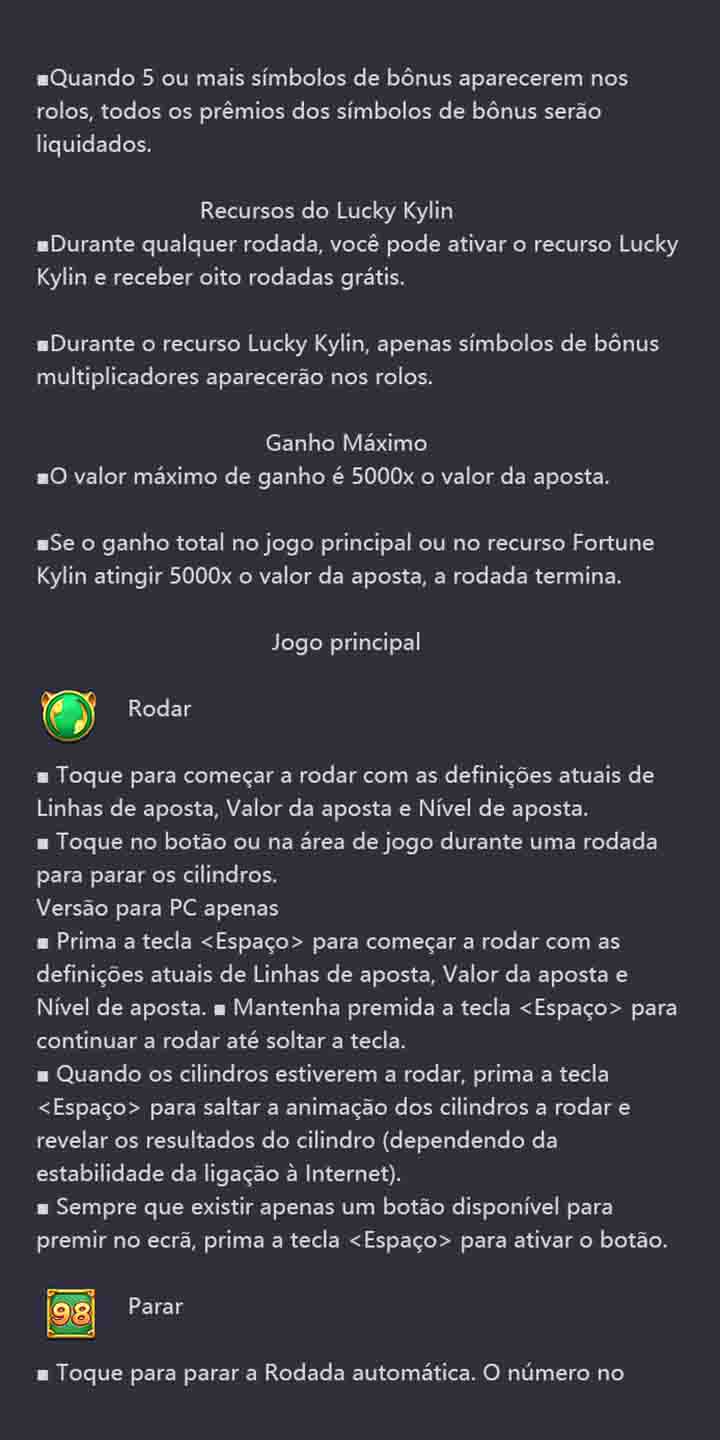 ■Quando 5 ou mais símbolos de bônus aparecerem nos
rolos, todos os prêmios dos símbolos de bônus serão
liquidados.
Recursos do Lucky Kylin
■Durante qualquer rodada, você pode ativar o recurso Lucky
Kylin e receber oito rodadas grátis.
■Durante o recurso Lucky Kylin, apenas símbolos de bônus
multiplicadores aparecerão nos rolos.
Ganho Máximo
■O valor máximo de ganho é 5000x o valor da aposta.
■Se o ganho total no jogo principal ou no recurso Fortune
Kylin atingir 5000x o valor da aposta, a rodada termina.
Jogo principal
Rodar
■ Toque para começar a rodar com as definições atuais de
Linhas de aposta, Valor da aposta e Nível de aposta.
■ Toque no botão ou na área de jogo durante uma rodada
para parar os cilindros.
Versão para PC apenas
■ Prima a tecla <Espaço> para começar a rodar com as
definições atuais de Linhas de aposta, Valor da aposta e
Nível de aposta. ■ Mantenha premida a tecla <Espaço> para
continuar a rodar até soltar a tecla.
■ Quando os cilindros estiverem a rodar, prima a tecla
<Espaço> para saltar a animação dos cilindros a rodar e
revelar os resultados do cilindro (dependendo da
estabilidade da ligação à Internet).
■ Sempre que existir apenas um botão disponível para
premir no ecrã, prima a tecla <Espaço> para ativar o botão.
98 Parar
■ Toque para parar a Rodada automática. O número no